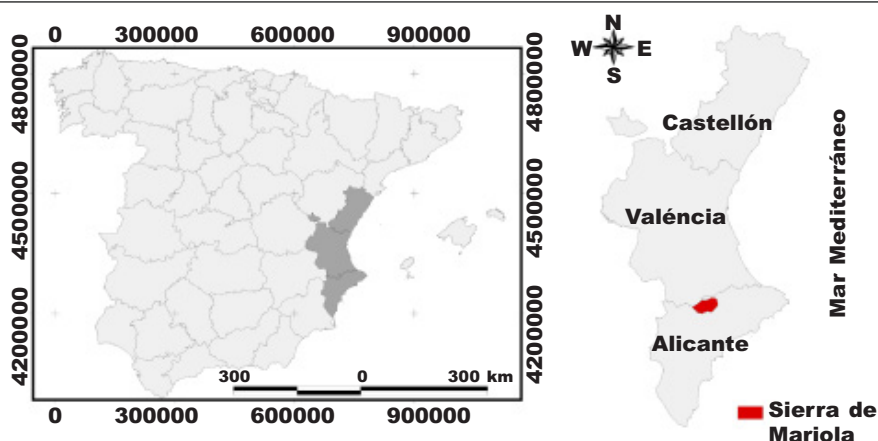 0 300000 600000 900000
4800000
4500000
4200000
4800000
4500000
4200000
300 0 300 km
0 300000 600000 900000
N
W E
S
Castellón
Valéncia
Alicante
Mar Mediterráneo
Sierra de
Mariola